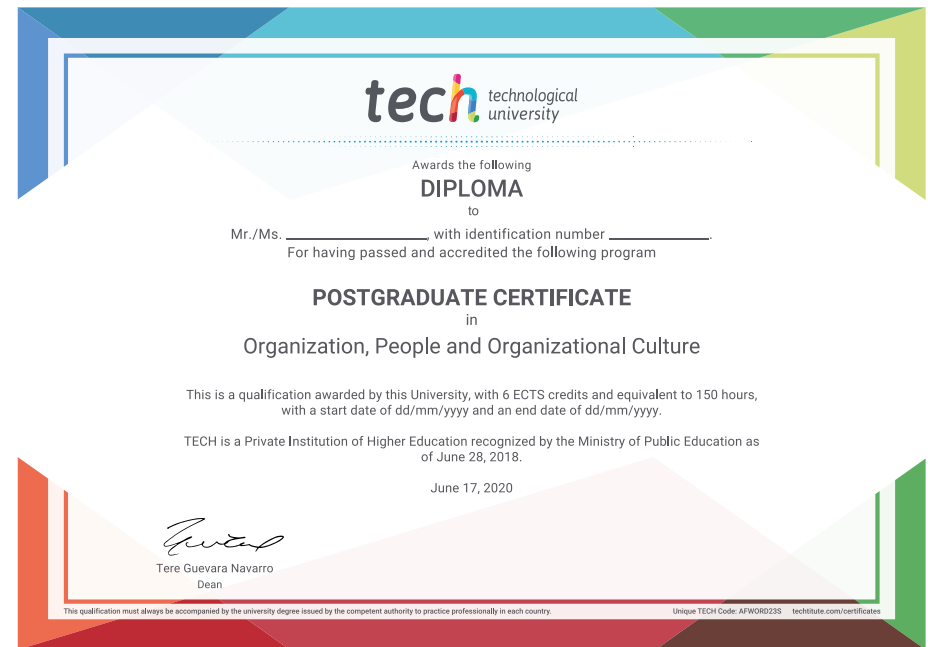 tech technological
university
Awards the following
DIPLOMA
to
Mr./Ms. ____________________, with identification number ______________.
For having passed and accredited the following program
POSTGRADUATE CERTIFICATE
in
Organization, People and Organizational Culture
This is a qualification awarded by this University, with 6 ECTS credits and equivalent to 150 hours,
with a start date of dd/mm/yyyy and an end date of dd/mm/yyyy.
TECH is a Private Institution of Higher Education recognized by the Ministry of Public Education as
of June 28, 2018.
June 17, 2020
Tere Guevara Navarro
Dean
This qualification must always be accompanied by the university degree issued by the competent authority to practice professionally in each country. Unique TECH Code: AFWORD23S techtitute.com/certificates